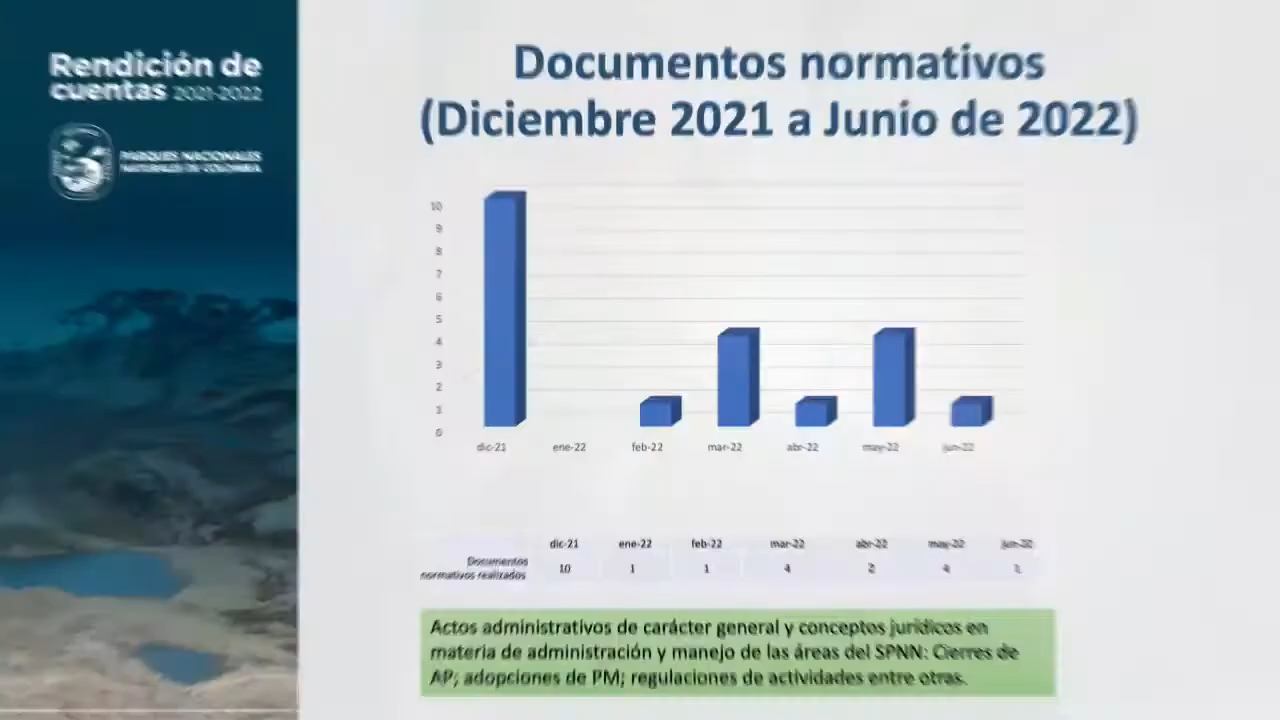 Rendición de
cuentas 2021-2022
PARQUES NACIONALES
NATURALES DE COLOMBIA
Documentos normativos
(Diciembre 2021 a Junio de 2022)
10
9
8
7
6
5
4
3
2
1
0
dic-21 ene-22 feb-22 mar-22 abr-22 may-22 jun-22
dic-21 ene-22 feb-22 mar-22 abr-22 may-22 jun-22
Documentos
normativos realizados
10 1 1 4 2 4 1
Actos administrativos de carácter general y conceptos jurídicos en
materia de administración y manejo de las áreas del SPNN: Cierres de
AP; adopciones de PM; regulaciones de actividades entre otras.